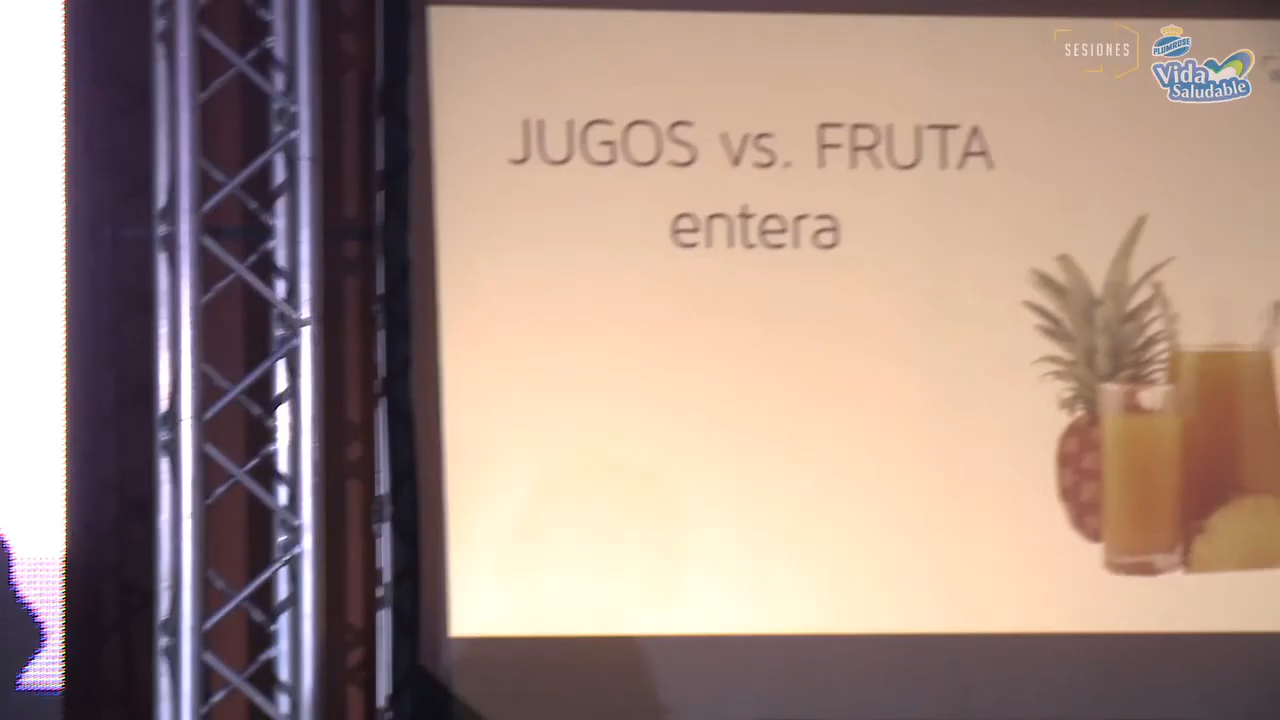 SESIONES
PLUMROSE
Vida
Saludable
JUGOS vs. FRUTA
entera